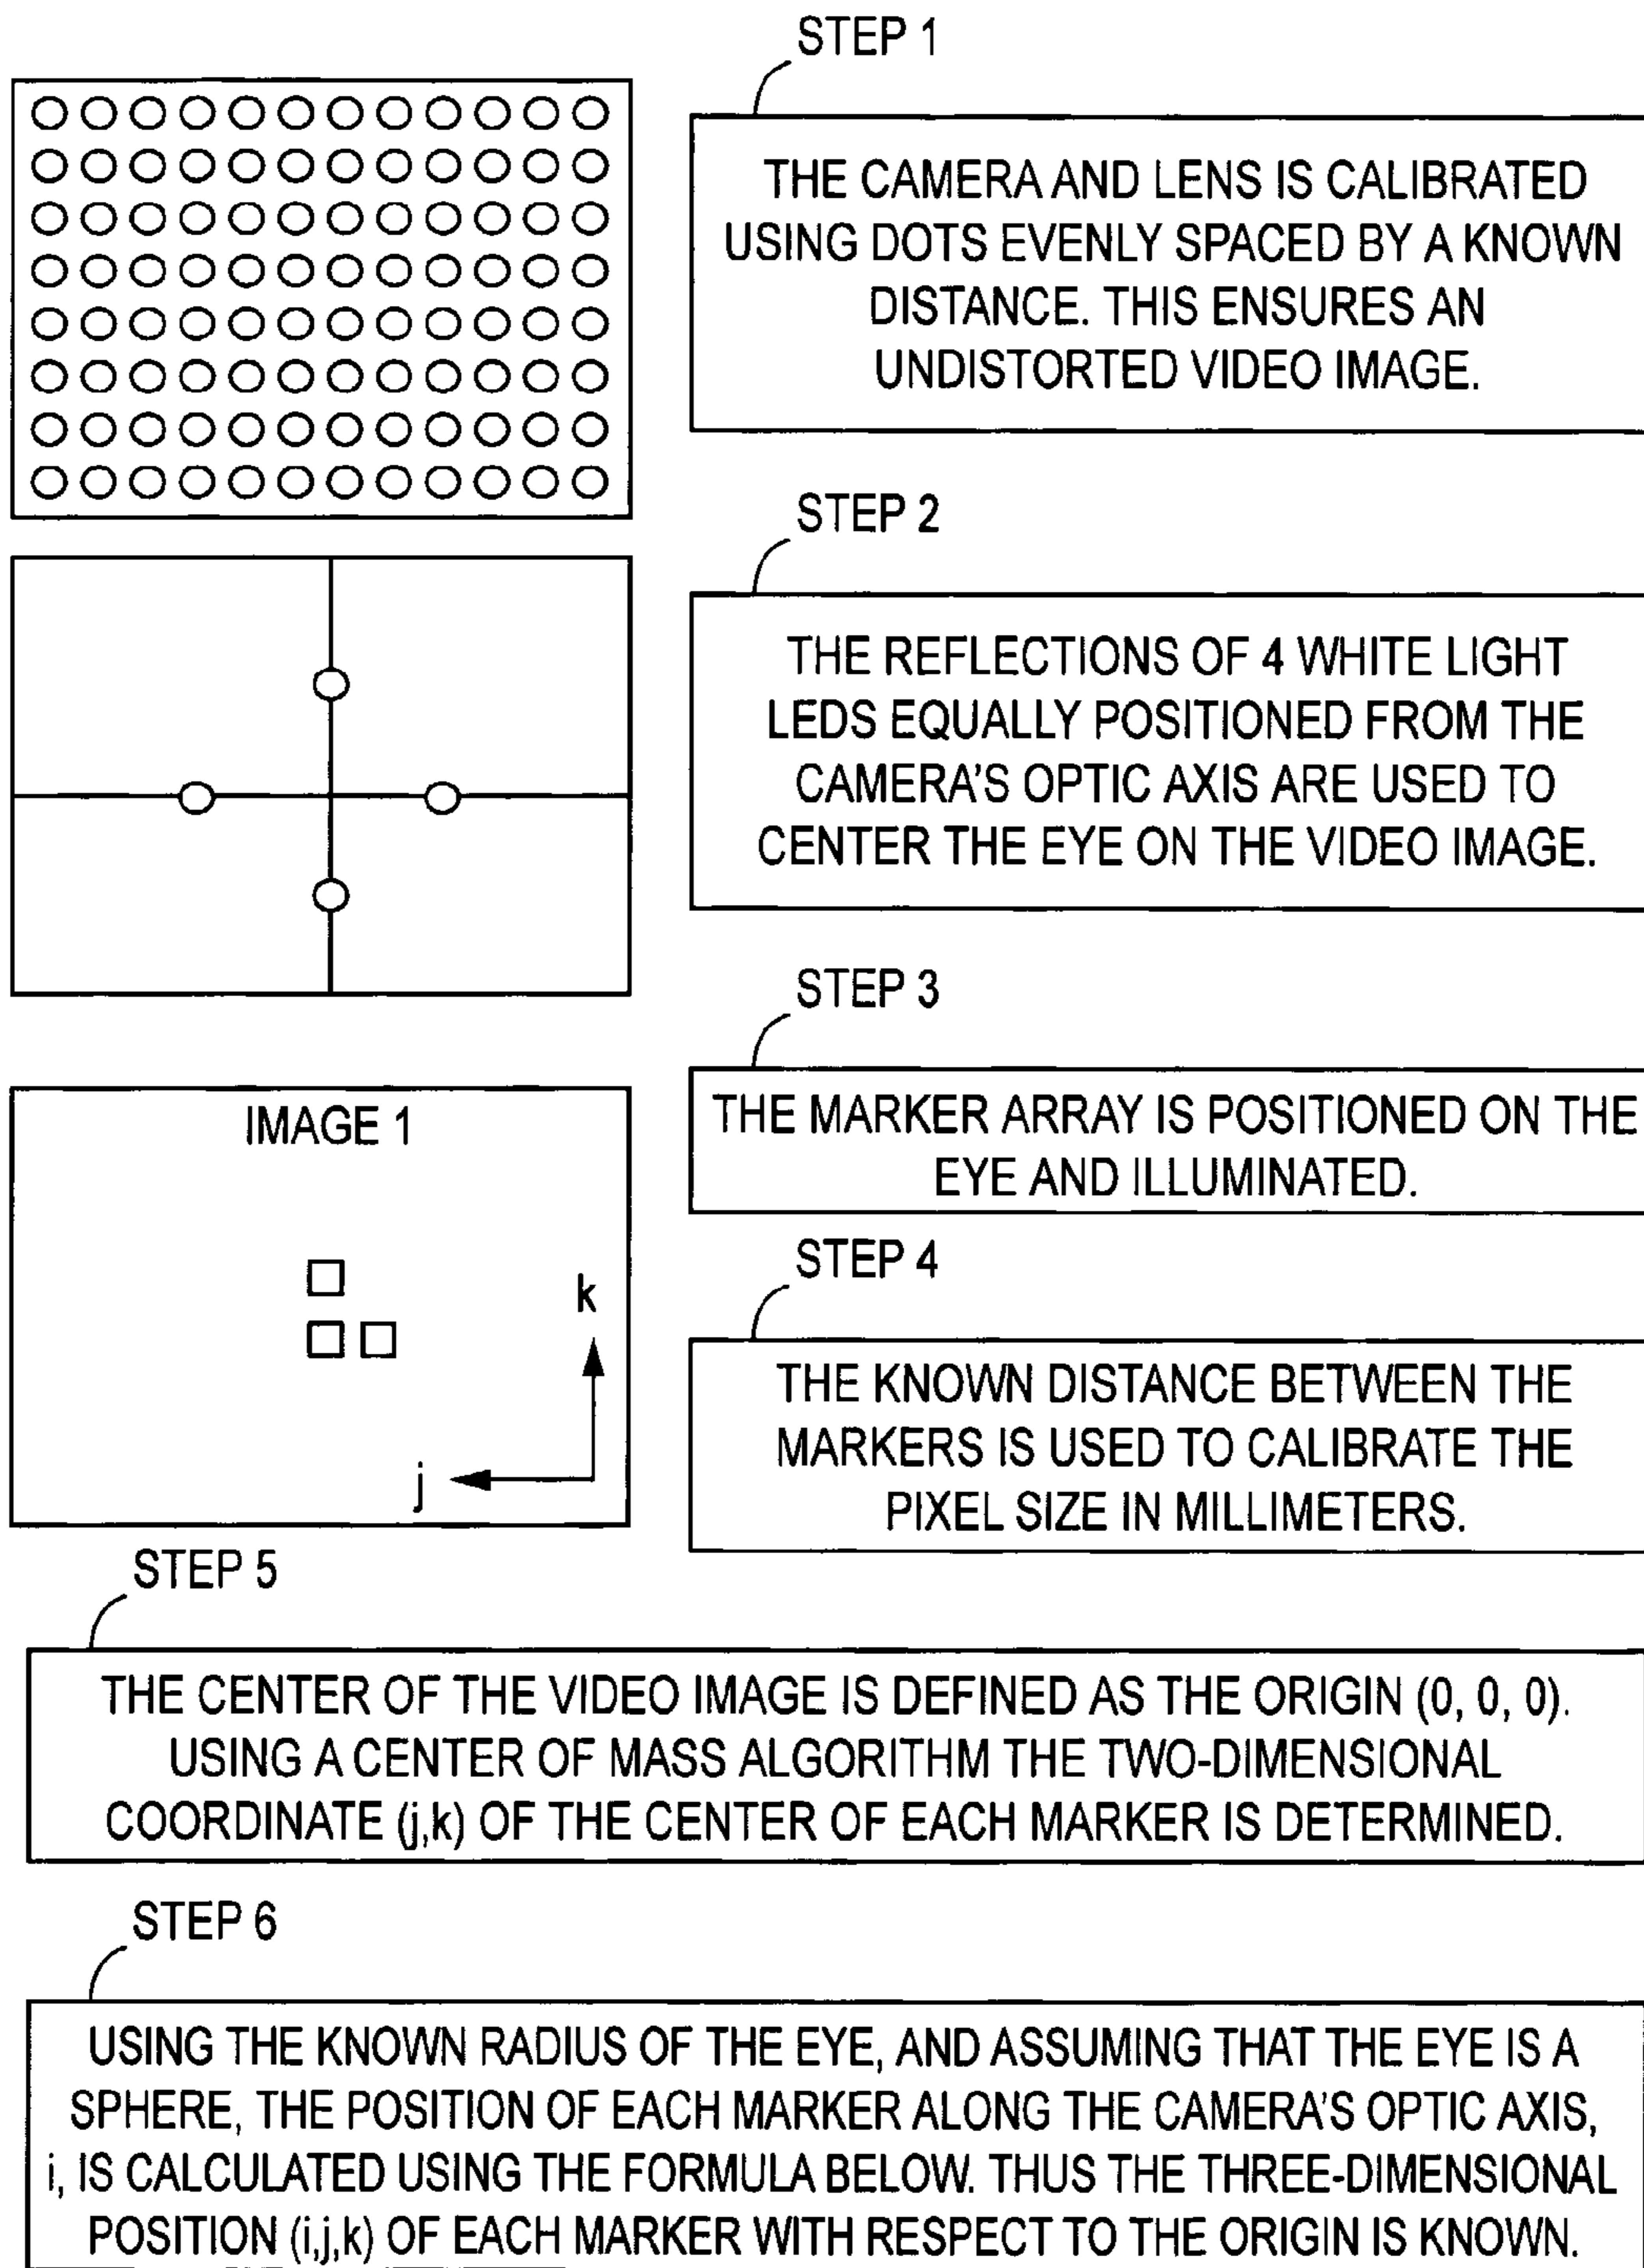 STEP 1
THE CAMERA AND LENS IS CALIBRATED
USING DOTS EVENLY SPACED BY A KNOWN
DISTANCE. THIS ENSURES AN
UNDISTORTED VIDEO IMAGE.
STEP 2
THE REFLECTIONS OF 4 WHITE LIGHT
LEDS EQUALLY POSITIONED FROM THE
CAMERA'S OPTIC AXIS ARE USED TO
CENTER THE EYE ON THE VIDEO IMAGE.
STEP 3
THE MARKER ARRAY IS POSITIONED ON THE
EYE AND ILLUMINATED.
IMAGE 1
k
j
STEP 4
THE KNOWN DISTANCE BETWEEN THE
MARKERS IS USED TO CALIBRATE THE
PIXEL SIZE IN MILLIMETERS.
STEP 5
THE CENTER OF THE VIDEO IMAGE IS DEFINED AS THE ORIGIN (0, 0, 0).
USING A CENTER OF MASS ALGORITHM THE TWO-DIMENSIONAL
COORDINATE (j,k) OF THE CENTER OF EACH MARKER IS DETERMINED.
STEP 6
USING THE KNOWN RADIUS OF THE EYE, AND ASSUMING THAT THE EYE IS A
SPHERE, THE POSITION OF EACH MARKER ALONG THE CAMERA'S OPTIC AXIS,
i, IS CALCULATED USING THE FORMULA BELOW. THUS THE THREE-DIMENSIONAL
POSITION (i,j,k) OF EACH MARKER WITH RESPECT TO THE ORIGIN IS KNOWN.